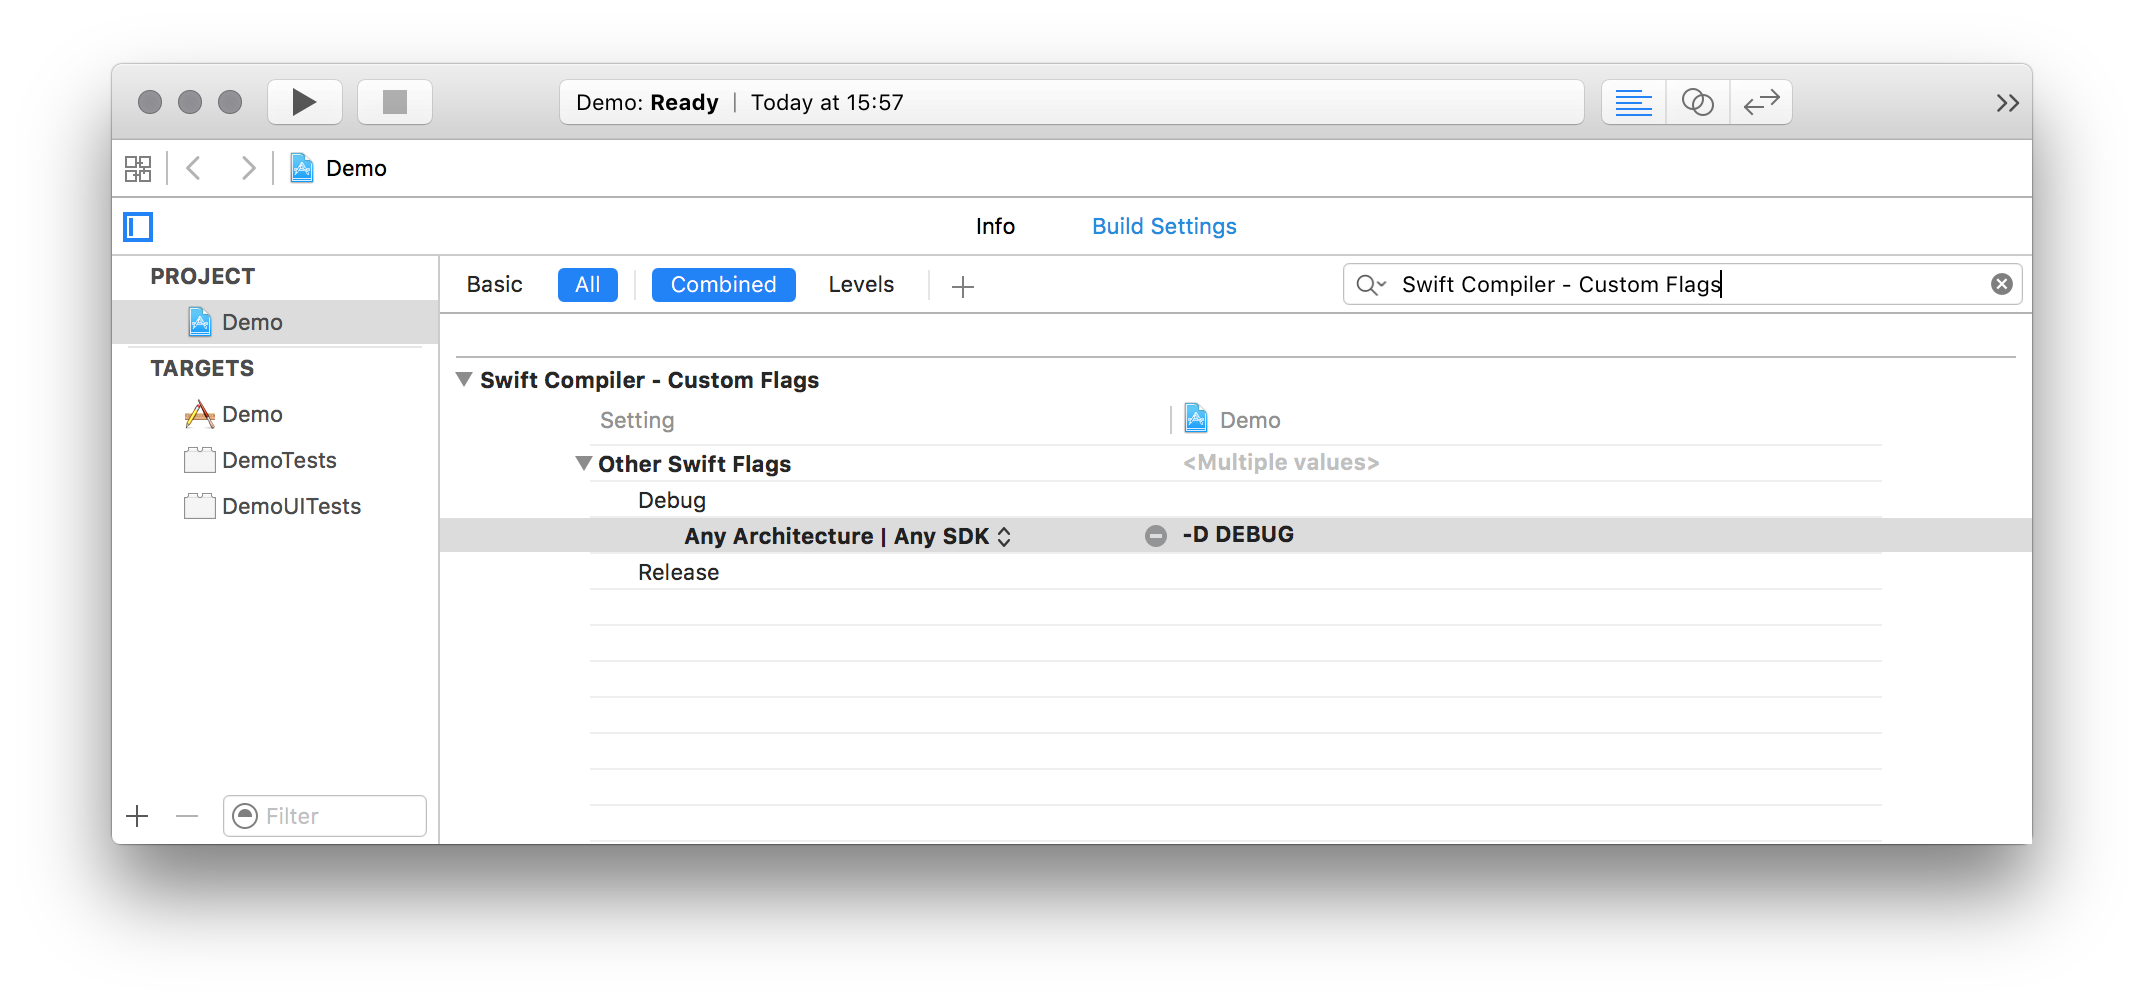 Demo: Ready | Today at 15:57
Demo
Info Build Settings
PROJECT
Demo
TARGETS
Demo
DemoTests
DemoUITests
Filter
Basic All Combined Levels
Swift Compiler - Custom Flags
Swift Compiler - Custom Flags
Setting Demo
Other Swift Flags <Multiple values>
Debug
Any Architecture | Any SDK -D DEBUG
Release